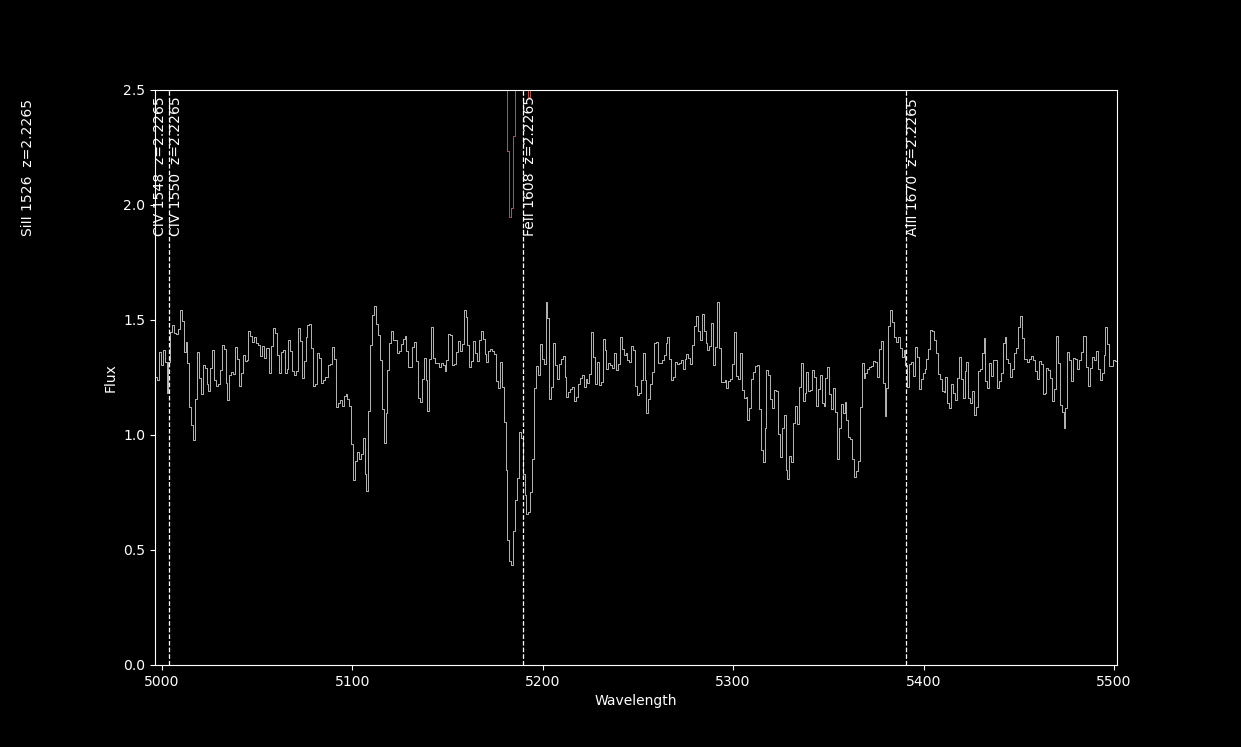 SiII 1526 z=2.2265
CIV 1548 z=2.2265
CIV 1550 z=2.2265
FeII 1608 z=2.2265
AlII 1670 z=2.2265
2.5
2.0
1.5
1.0
0.5
0.0
Flux
5000
5100
5200
5300
5400
5500
Wavelength